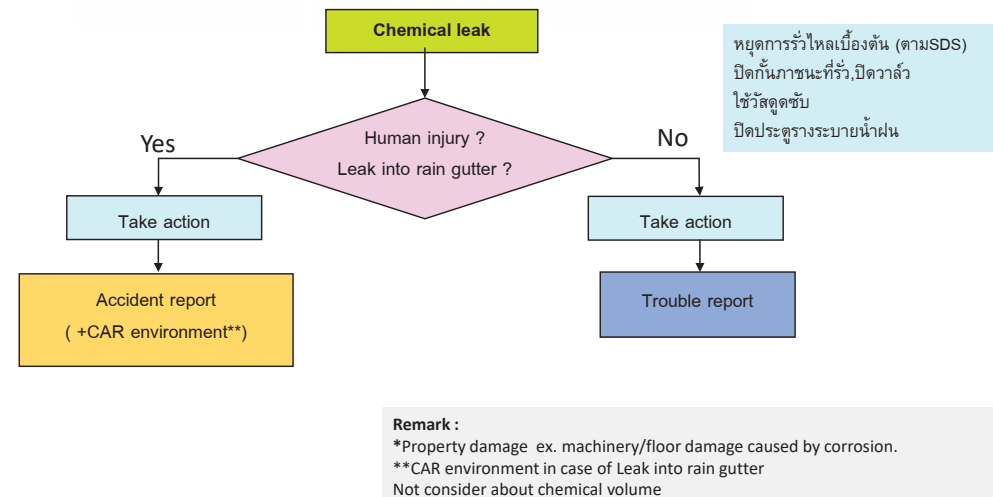 Chemical leak
หยุดการรั่วไหลเบื้องต้น (ตามSDS)
ปิดกั้นภาชนะที่รั่ว,ปิดวาล์ว
ใช้วัสดูดซับ
ปิดประตูรางระบายน้ำฝน
Human injury ?
Leak into rain gutter ?
Yes
No
Take action
Take action
Accident report
( +CAR environment**)
Trouble report
Remark :
*Property damage ex. machinery/floor damage caused by corrosion.
**CAR environment in case of Leak into rain gutter
Not consider about chemical volume